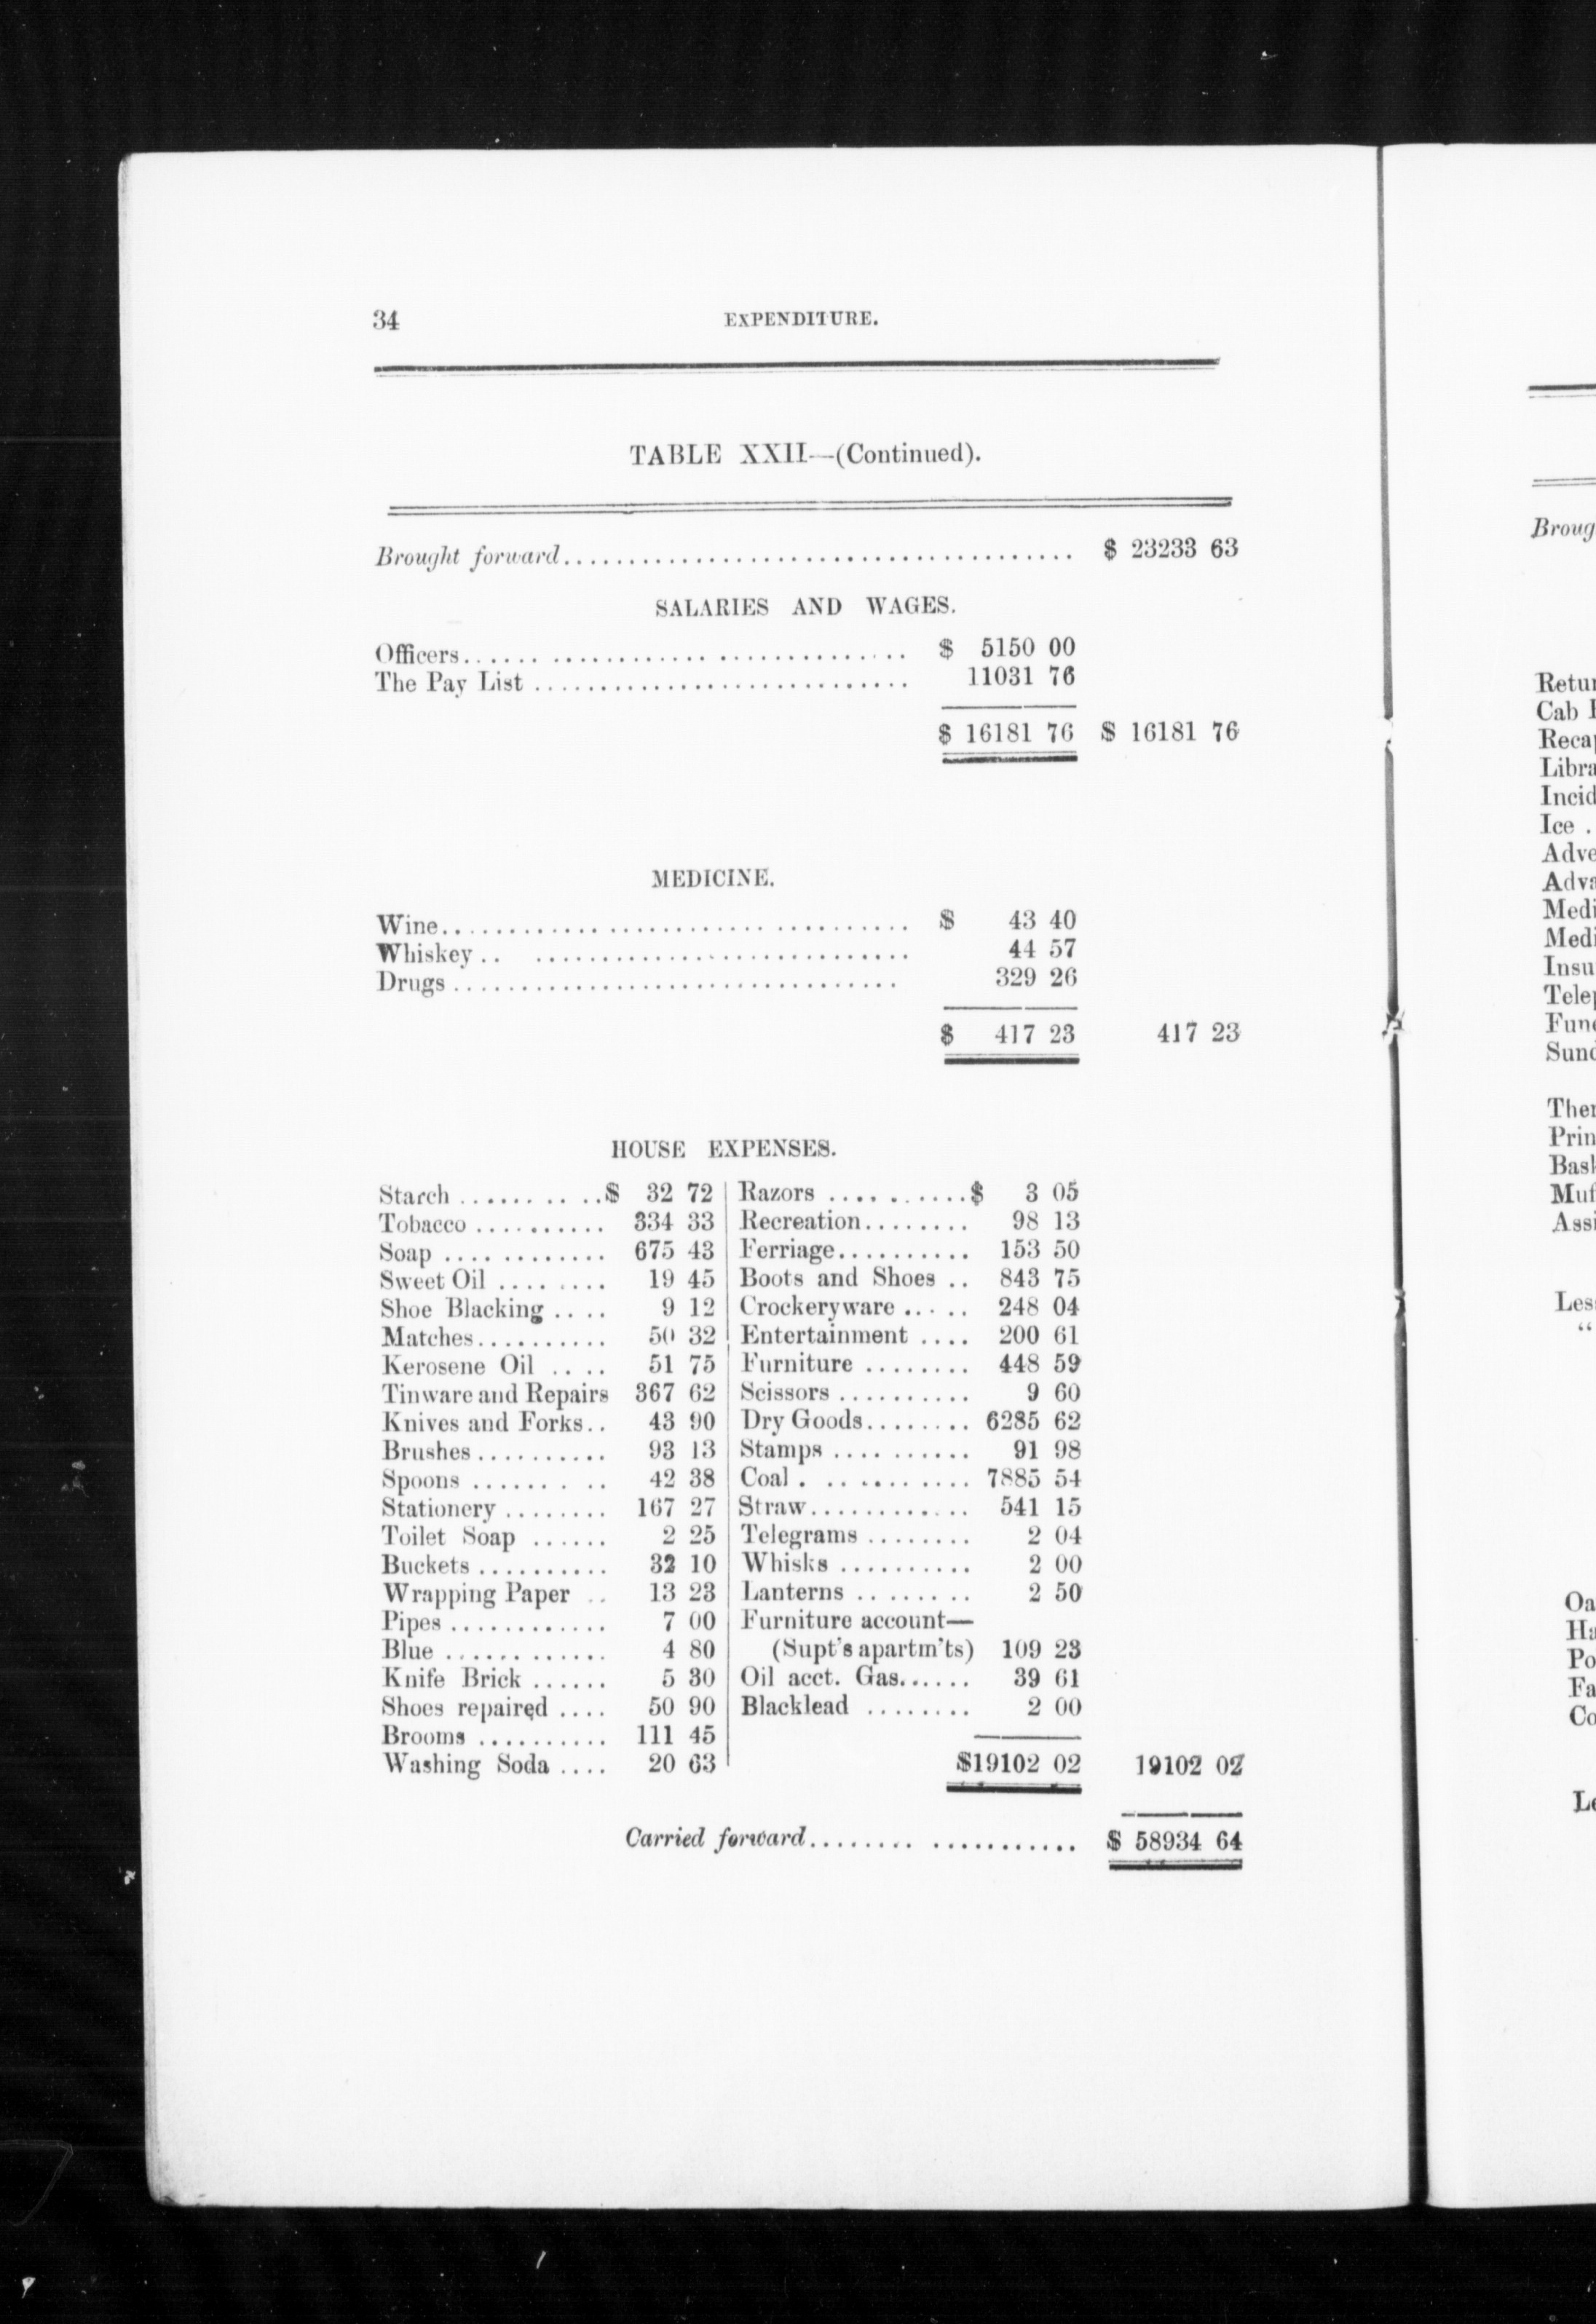 34 EXPENDITURE.
TABLE XXII—(Continued).
Brought forward........................................ $ 23233 63
SALARIES AND WAGES.
Officers................................. $ 5150 00
The Pay List ............................. 11031 76
$ 16181 76 $ 16181 76
MEDICINE.
Wine................................... $ 43 40
Whiskey.. ............................ 44 57
Drugs................................. 329 26
$ 417 23 417 23
HOUSE EXPENSES.
Starch ...........$ 32 72
Tobacco .......... 334 33
Soap ............ 675 43
Sweet Oil ........ 19 45
Shoe Blacking .... 9 12
Matches.......... 50 32
Kerosene Oil .... 51 75
Tinware and Repairs 367 62
Knives and Forks.. 43 90
Brushes.......... 93 13
Spoons .......... 42 38
Stationery ........ 167 27
Toilet Soap ...... 2 25
Buckets .......... 32 10
Wrapping Paper .. 13 23
Pipes ............ 7 00
Blue ............ 4 80
Knife Brick ...... 5 30
Shoes repaired .... 50 90
Brooms .......... 111 45
Washing Soda .... 20 63
Razors ...........$ 3 05
Recreation........ 98 13
Ferriage.......... 153 50
Boots and Shoes .. 843 75
Crockeryware ..... 248 04
Entertainment .... 200 61
Furniture ........ 448 59
Scissors .......... 9 60
Dry Goods........ 6285 62
Stamps .......... 91 98
Coal ............ 7885 54
Straw............ 541 15
Telegrams ........ 2 04
Whisks .......... 2 00
Lanterns ........ 2 50
Furniture account—
(Supt's apartm'ts) 109 23
Oil acct. Gas...... 39 61
Blacklead ........ 2 00
$19102 02 19102 02
Carried forward.................... $ 58934 64
Ice .